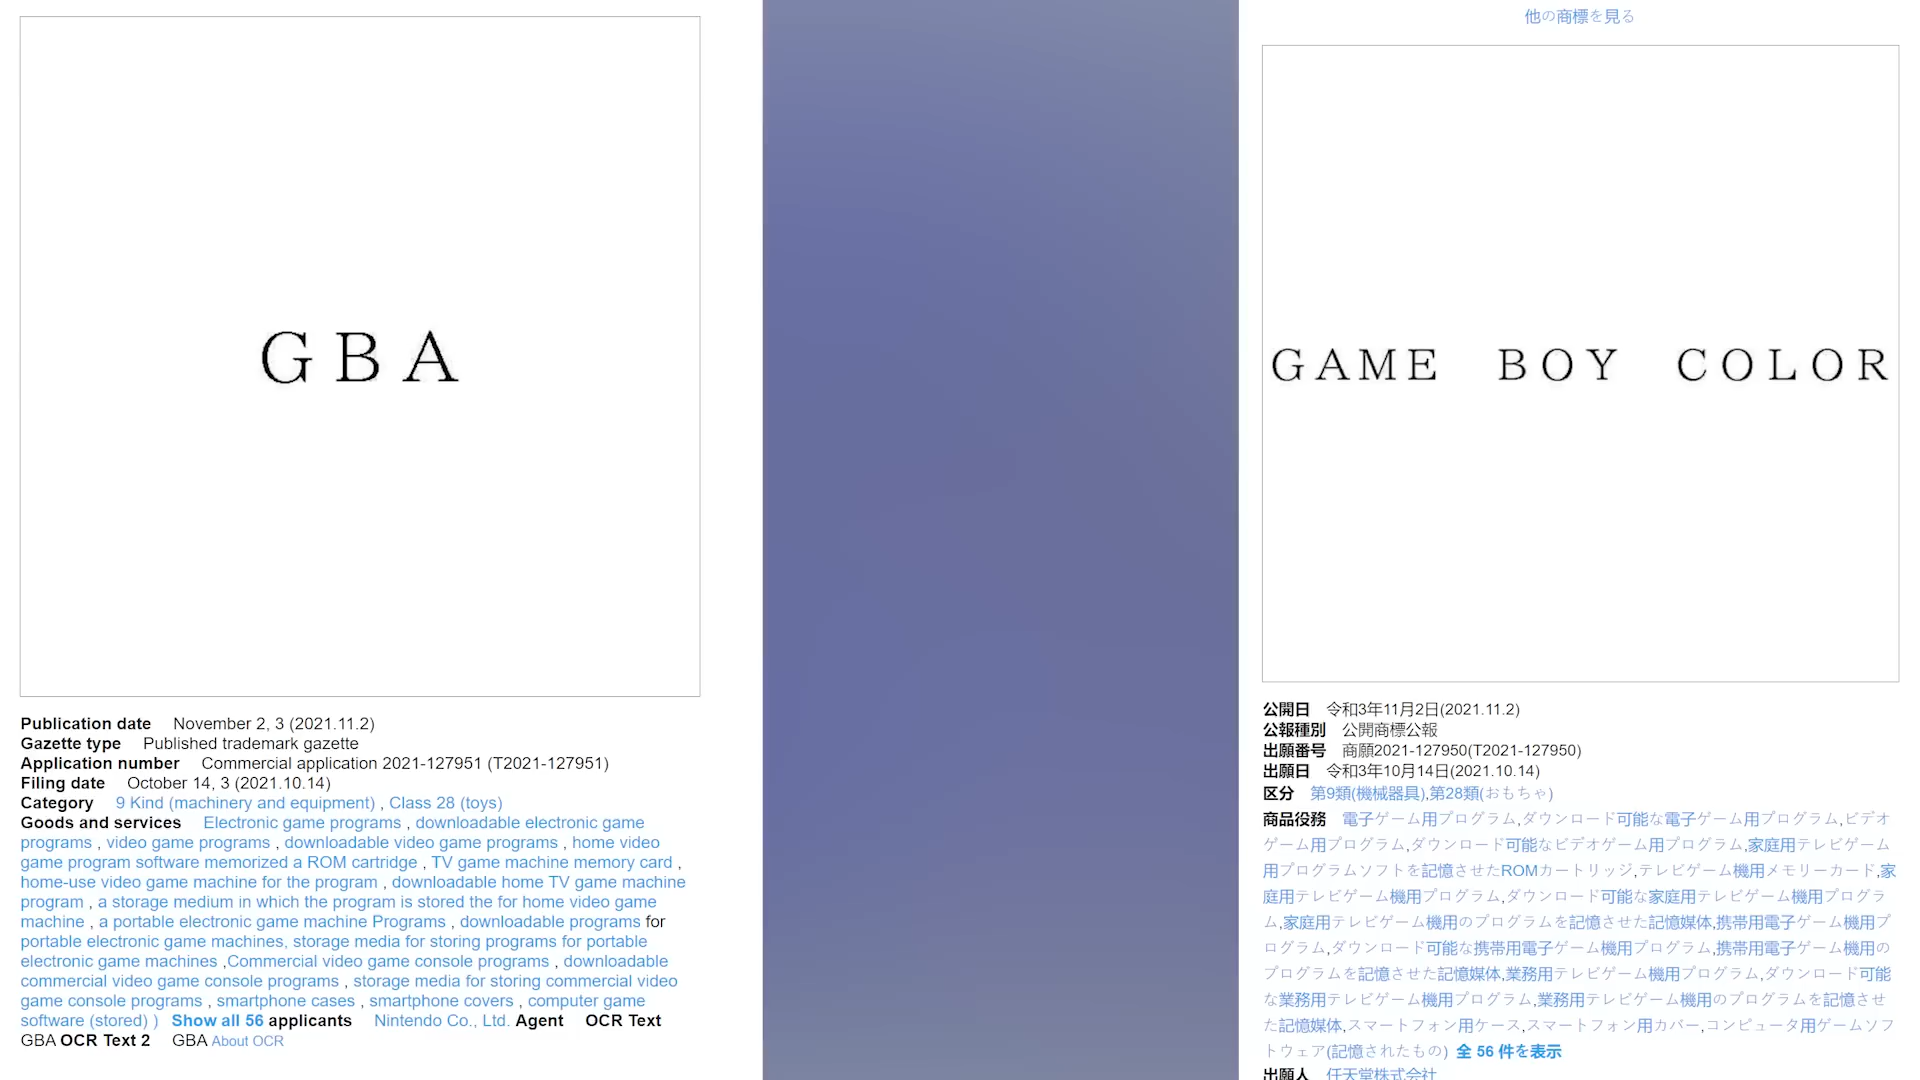 GBA
Publication date November 2, 3 (2021.11.2)
Gazette type Published trademark gazette
Application number Commercial application 2021-127951 (T2021-127951)
Filing date October 14, 3 (2021.10.14)
Category 9 Kind (machinery and equipment) , Class 28 (toys)
Goods and services Electronic game programs , downloadable electronic game
programs , video game programs , downloadable video game programs , home video
game program software memorized a ROM cartridge , TV game machine memory card ,
home-use video game machine for the program , downloadable home TV game machine
program , a storage medium in which the program is stored the for home video game
machine , a portable electronic game machine Programs , downloadable programs for
portable electronic game machines, storage media for storing programs for portable
electronic game machines ,Commercial video game console programs , downloadable
commercial video game console programs , storage media for storing commercial video
game console programs , smartphone cases , smartphone covers , computer game
software (stored) ) Show all 56 applicants Nintendo Co., Ltd. Agent OCR Text
GBA OCR Text 2 GBA About OCR
他の商標を見る
GAME BOY COLOR
公開日 令和3年11月2日(2021.11.2)
公報種別 公開商標公報
出願番号 商願2021-127950(T2021-127950)
出願日 令和3年10月14日(2021.10.14)
区分 第9類(機械器具),第28類(おもちゃ)
商品役務 電子ゲーム用プログラム,ダウンロード可能な電子ゲーム用プログラム,ビデオ
ゲーム用プログラム,ダウンロード可能なビデオゲーム用プログラム,家庭用テレビゲーム
用プログラムソフトを記憶させたROMカートリッジ,テレビゲーム機用メモリーカード,家
庭用テレビゲーム機用プログラム,ダウンロード可能な家庭用テレビゲーム機用プログラ
ム,家庭用テレビゲーム機用のプログラムを記憶させた記憶媒体,携帯用電子ゲーム機用プ
ログラム,ダウンロード可能な携帯用電子ゲーム機用プログラム,携帯用電子ゲーム機用の
プログラムを記憶させた記憶媒体,業務用テレビゲーム機用プログラム,ダウンロード可能
な業務用テレビゲーム機用プログラム,業務用テレビゲーム機用のプログラムを記憶させ
た記憶媒体,スマートフォン用ケース,スマートフォン用カバー,コンピュータ用ゲームソフ
トウェア(記憶されたもの) 全 56 件を表示
出願人 任天堂株式会社